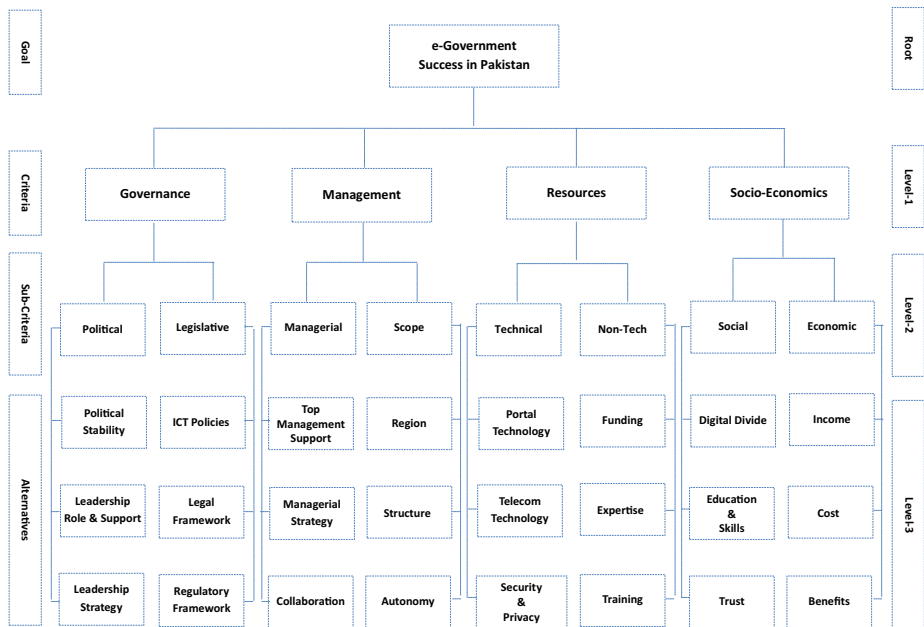 Goal
e-Government
Success in Pakistan
Root
Criteria
Governance
Management
Resources
Socio-Economics
Level-1
Sub-Criteria
Political
Legislative
Managerial
Scope
Technical
Non-Tech
Social
Economic
Level-2
Alternatives
Political
Stability
ICT Policies
Top
Management
Support
Region
Portal
Technology
Funding
Digital Divide
Income
Level-3
Leadership
Role & Support
Legal
Framework
Managerial
Strategy
Structure
Telecom
Technology
Expertise
Education
&
Skills
Cost
Leadership
Strategy
Regulatory
Framework
Collaboration
Autonomy
Security
&
Privacy
Training
Trust
Benefits